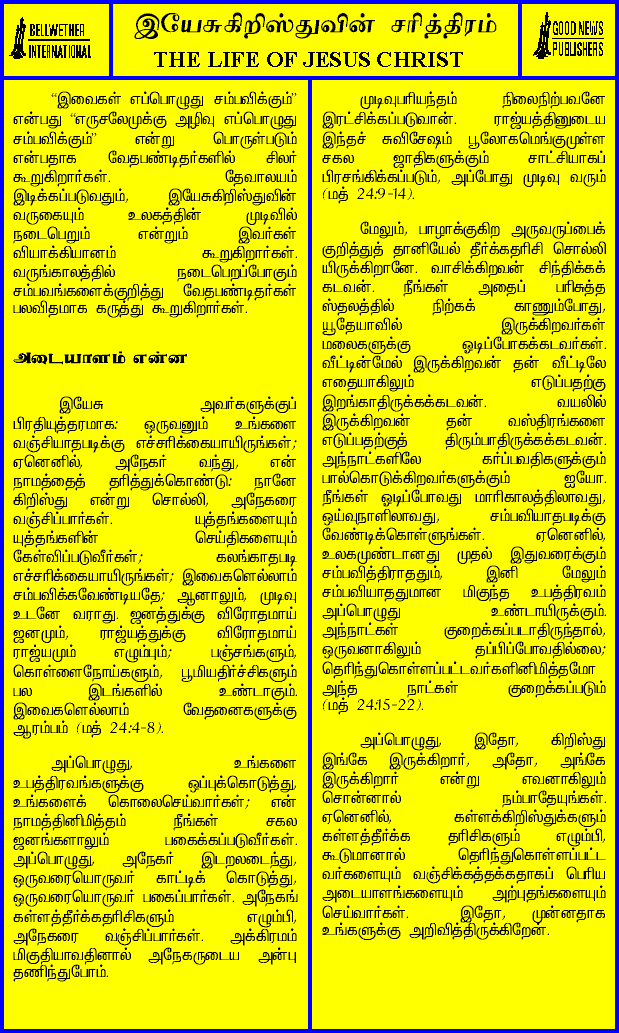 BELLWETHER
INTERNATIONAL
இயேசுகிறிஸ்துவின் சரித்திரம்
THE LIFE OF JESUS CHRIST
GOOD NEWS
PUBLISHERS
“இவைகள் எப்பொழுது சம்பவிக்கும்”
என்பது “எருசலேமுக்கு அழிவு எப்பொழுது
சம்பவிக்கும்” என்று பொருள்படும்
என்பதாக வேதபண்டிதர்களில் சிலர்
கூறுகிறார்கள். தேவாலயம்
இடிக்கப்படுவதும், இயேசுகிறிஸ்துவின்
வருகையும் உலகத்தின் முடிவில்
நடைபெறும் என்றும் இவர்கள்
வியாக்கியானம் கூறுகிறார்கள்.
வருங்காலத்தில் நடைபெறப்போகும்
சம்பவங்களைக்குறித்து வேதபண்டிதர்கள்
பலவிதமாக கருத்து கூறுகிறார்கள்.
அடையாளம் என்ன
இயேசு அவர்களுக்குப்
பிரதியுத்தரமாக: ஒருவனும் உங்களை
வஞ்சியாதபடிக்கு எச்சரிக்கையாயிருங்கள்;
ஏனெனில், அநேகர் வந்து, என்
நாமத்தைத் தரித்துக்கொண்டு: நானே
கிறிஸ்து என்று சொல்லி, அநேகரை
வஞ்சிப்பார்கள். யுத்தங்களையும்
யுத்தங்களின் செய்திகளையும்
கேள்விப்படுவீர்கள்; கலங்காதபடி
எச்சரிக்கையாயிருங்கள்; இவைகளெல்லாம்
சம்பவிக்கவேண்டியதே; ஆனாலும், முடிவு
உடனே வராது. ஜனத்துக்கு விரோதமாய்
ஜனமும், ராஜ்யத்துக்கு விரோதமாய்
ராஜ்யமும் எழும்பும்; பஞ்சங்களும்,
கொள்ளைநோய்களும், பூமியதிர்ச்சிகளும்
பல இடங்களில் உண்டாகும்.
இவைகளெல்லாம் வேதனைகளுக்கு
ஆரம்பம் (மத் 24:4-8).
அப்பொழுது, உங்களை
உபத்திரவங்களுக்கு ஒப்புக்கொடுத்து,
உங்களைக் கொலைசெய்வார்கள்; என்
நாமத்தினிமித்தம் நீங்கள் சகல
ஜனங்களாலும் பகைக்கப்படுவீர்கள்.
அப்பொழுது, அநேகர் இடறலடைந்து,
ஒருவரையொருவர் காட்டிக் கொடுத்து,
ஒருவரையொருவர் பகைப்பார்கள். அநேகங்
கள்ளத்தீர்க்கதரிசிகளும் எழும்பி,
அநேகரை வஞ்சிப்பார்கள். அக்கிரமம்
மிகுதியாவதினால் அநேகருடைய அன்பு
தணிந்துபோம்.
முடிவுபரியந்தம் நிலைநிற்பவனே
இரட்சிக்கப்படுவான். ராஜ்யத்தினுடைய
இந்தச் சுவிசேஷம் பூலோகமெங்குமுள்ள
சகல ஜாதிகளுக்கும் சாட்சியாகப்
பிரசங்கிக்கப்படும், அப்போது முடிவு வரும்
(மத் 24:9-14).
மேலும், பாழாக்குகிற அருவருப்பைக்
குறித்துத் தானியேல் தீர்க்கதரிசி சொல்லி
யிருக்கிறானே. வாசிக்கிறவன் சிந்திக்கக்
கடவன். நீங்கள் அதைப் பரிசுத்த
ஸ்தலத்தில் நிற்கக் காணும்போது,
யூதேயாவில் இருக்கிறவர்கள்
மலைகளுக்கு ஓடிப்போகக்கடவர்கள்.
வீட்டின்மேல் இருக்கிறவன் தன் வீட்டிலே
எதையாகிலும் எடுப்பதற்கு
இறங்காதிருக்கக்கடவன். வயலில்
இருக்கிறவன் தன் வஸ்திரங்களை
எடுப்பதற்குத் திரும்பாதிருக்கக்கடவன்.
அந்நாட்களிலே கர்ப்பவதிகளுக்கும்
பால்கொடுக்கிறவர்களுக்கும் ஐயோ.
நீங்கள் ஓடிப்போவது மாரிகாலத்திலாவது,
ஓய்வுநாளிலாவது, சம்பவியாதபடிக்கு
வேண்டிக்கொள்ளுங்கள். ஏனெனில்,
உலகமுண்டானது முதல் இதுவரைக்கும்
சம்பவித்திராததும், இனி மேலும்
சம்பவியாததுமான மிகுந்த உபத்திரவம்
அப்பொழுது உண்டாயிருக்கும்.
அந்நாட்கள் குறைக்கப்படாதிருந்தால்,
ஒருவனாகிலும் தப்பிப்போவதில்லை;
தெரிந்துகொள்ளப்பட்டவர்களினிமித்தமோ
அந்த நாட்கள் குறைக்கப்படும்
(மத் 24:15-22).
அப்பொழுது, இதோ, கிறிஸ்து
இங்கே இருக்கிறார், அதோ, அங்கே
இருக்கிறார் என்று எவனாகிலும்
சொன்னால் நம்பாதேயுங்கள்.
ஏனெனில், கள்ளக்கிறிஸ்துக்களும்
கள்ளத்தீர்க்க தரிசிகளும் எழும்பி,
கூடுமானால் தெரிந்துகொள்ளப்பட்ட
வர்களையும் வஞ்சிக்கத்தக்கதாகப் பெரிய
அடையாளங்களையும் அற்புதங்களையும்
செய்வார்கள். இதோ, முன்னதாக
உங்களுக்கு அறிவித்திருக்கிறேன்.